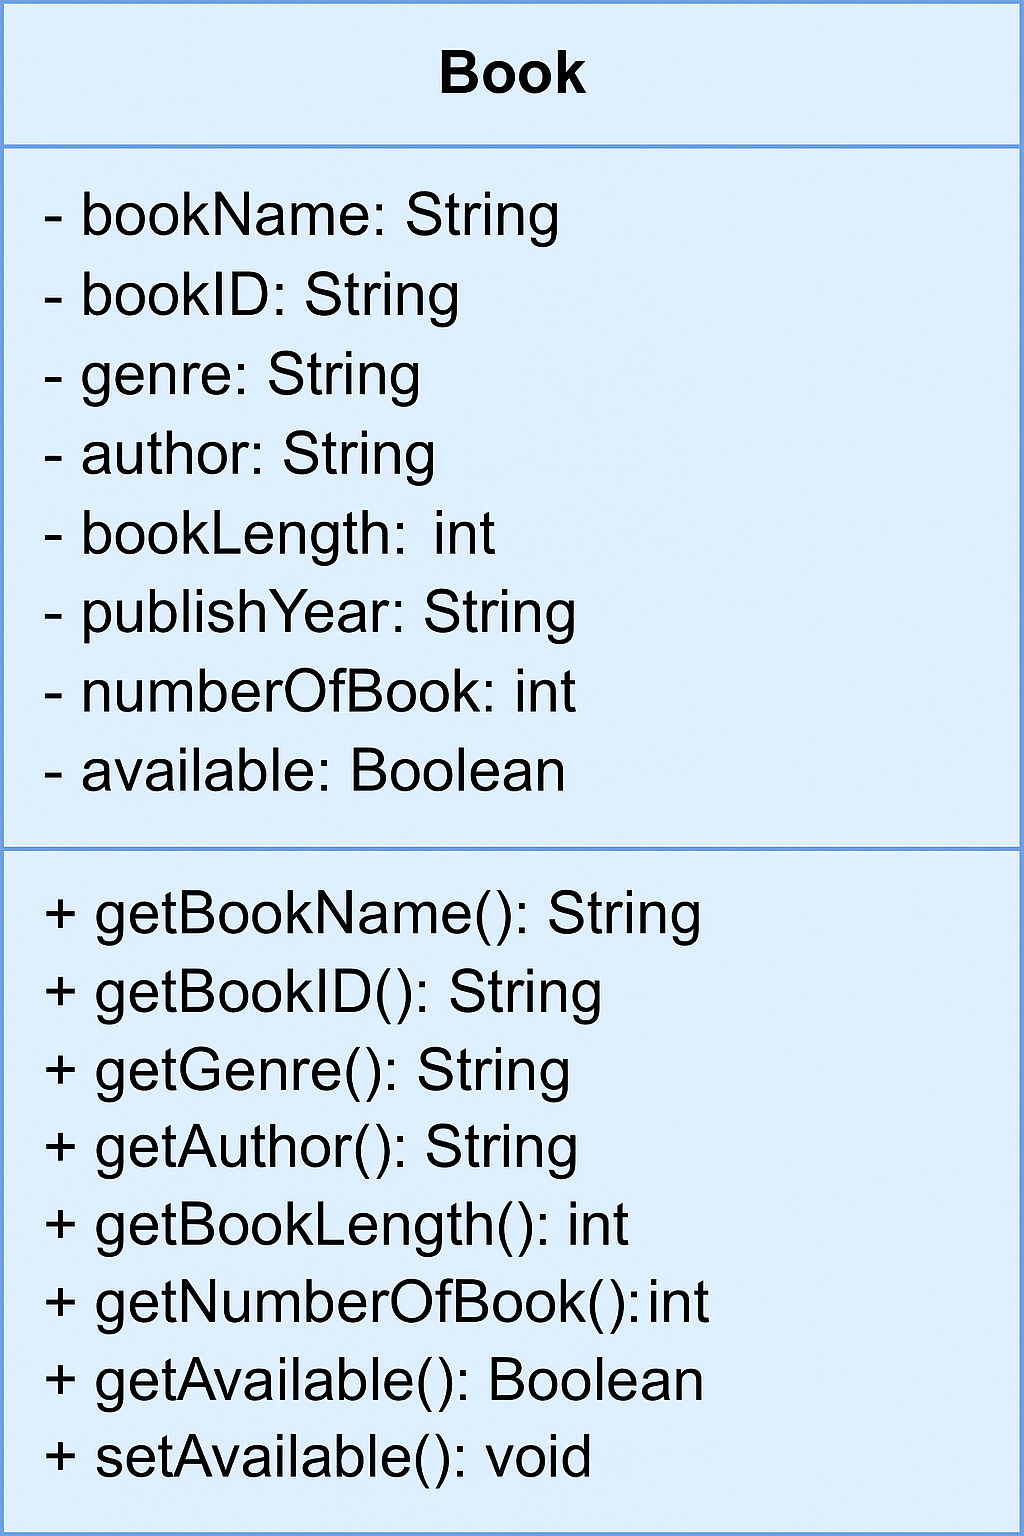 Book
- bookName: String
- bookID: String
- genre: String
- author: String
- bookLength: int
- publishYear: String
- numberOfBook: int
- available: Boolean
+ getBookName(): String
+ getBookID(): String
+ getGenre(): String
+ getAuthor(): String
+ getBookLength(): int
+ getNumberOfBook():int
+ getAvailable(): Boolean
+ setAvailable(): void